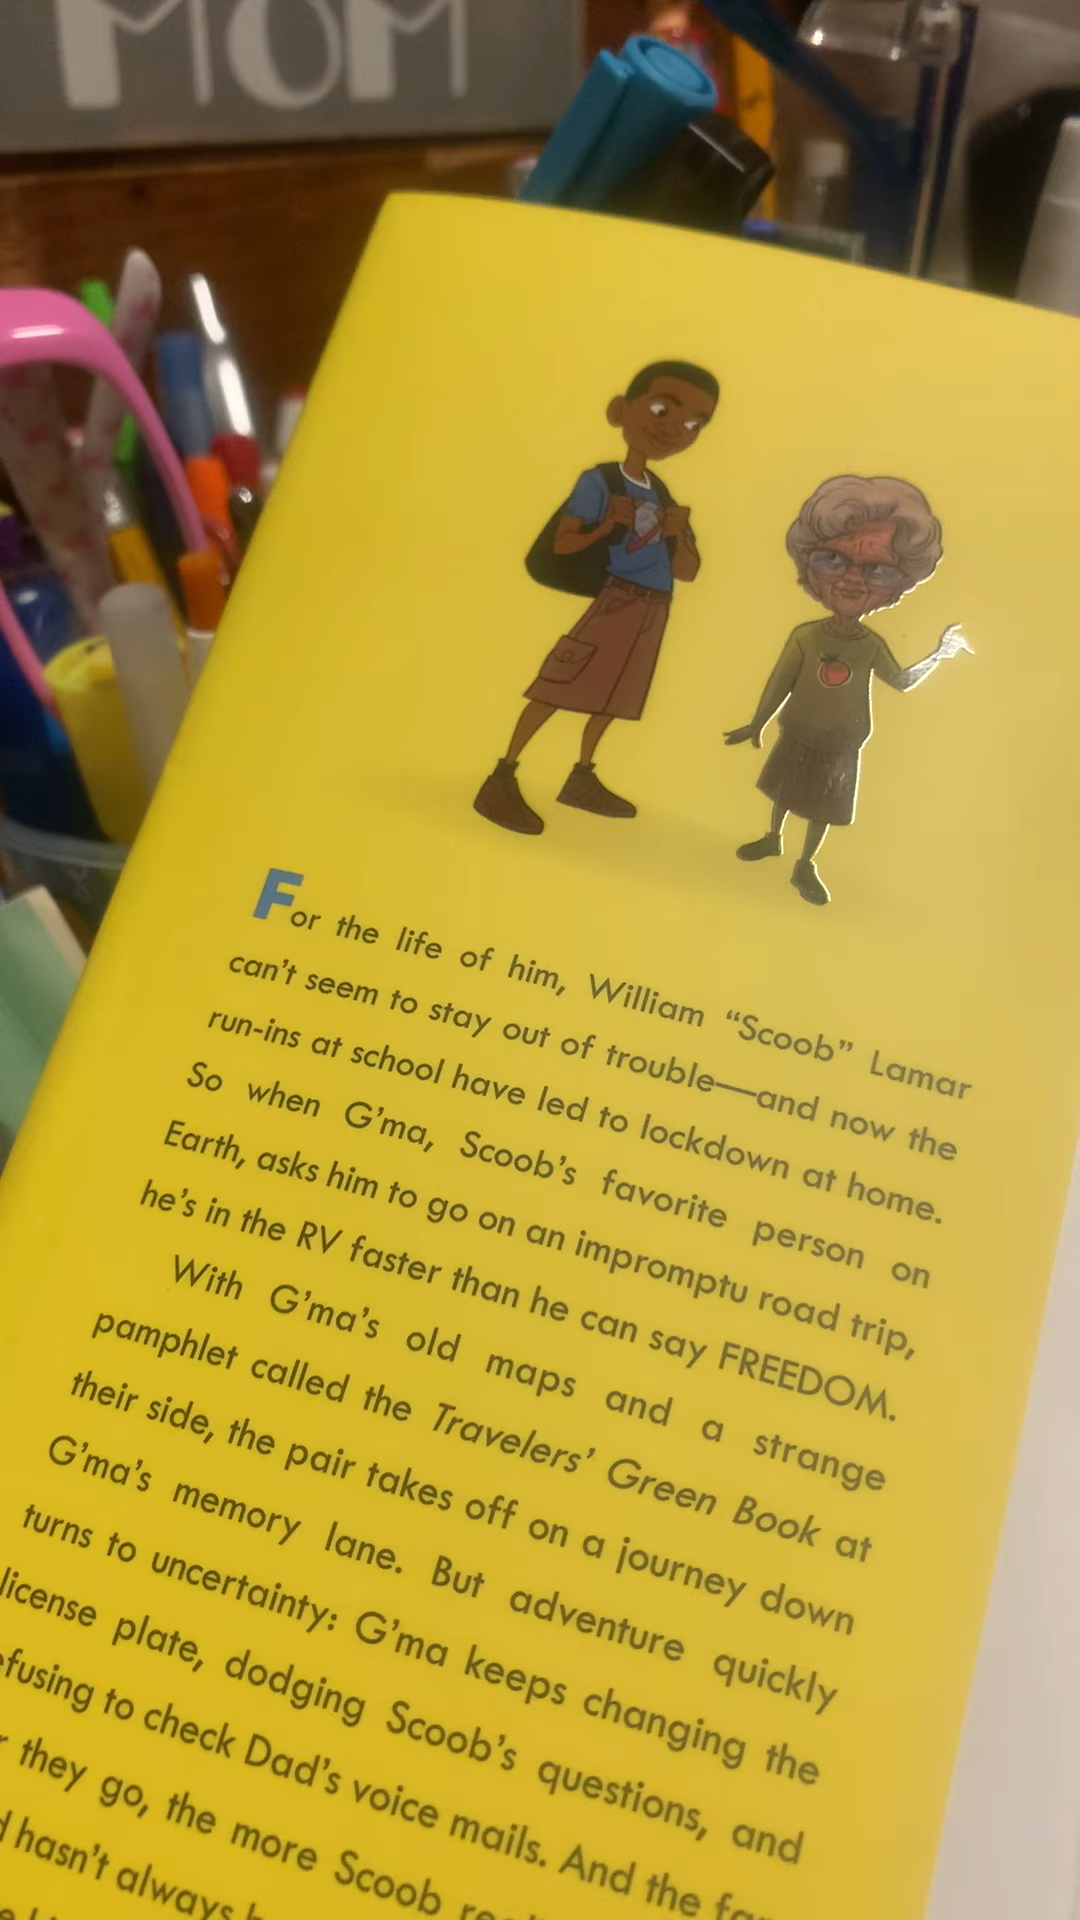 MOM
For the life of him, William “Scoob” Lamar
can’t seem to stay out of trouble—and now the
run-ins at school have led to lockdown at home.
So when G’ma, Scoob’s favorite person on
Earth, asks him to go on an impromptu road trip,
he’s in the RV faster than he can say FREEDOM.
With G’ma’s old maps and a strange
pamphlet called the Travelers’ Green Book at
their side, the pair takes off on a journey down
G’ma’s memory lane. But adventure quickly
turns to uncertainty: G’ma keeps changing the
license plate, dodging Scoob’s questions, and
fusing to check Dad’s voice mails. And the
they go, the more Scoob
hasn’t always